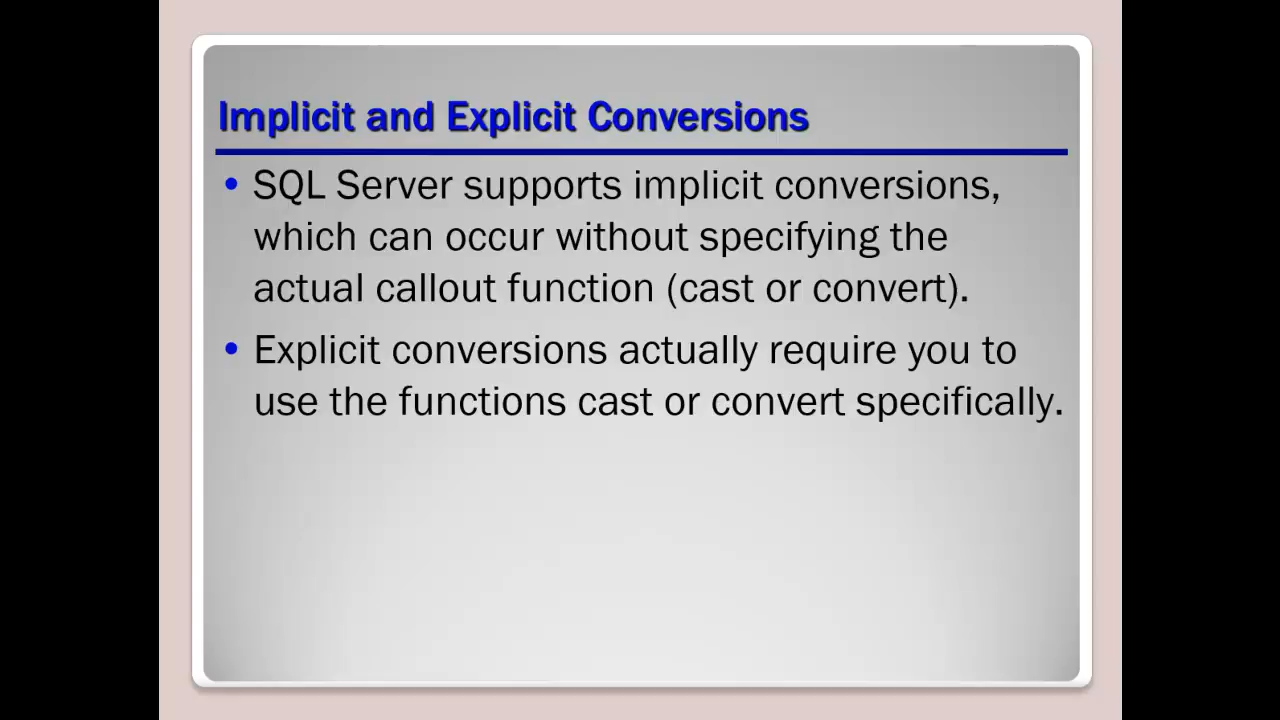 Implicit and Explicit Conversions
• SQL Server supports implicit conversions,
which can occur without specifying the
actual callout function (cast or convert).
• Explicit conversions actually require you to
use the functions cast or convert specifically.